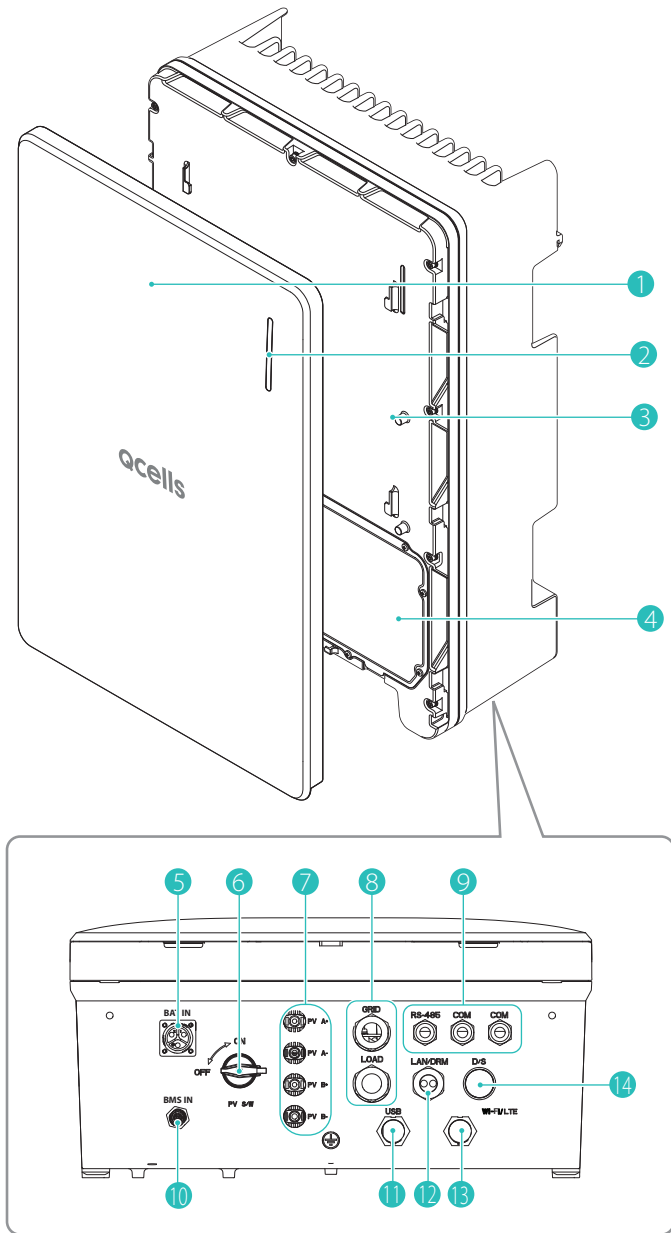 1
2
3
Qcells
4
5
6
7
8
9
BAT IN
ON
OFF
PV S/W
PV A+
PV A-
PV B+
PV B-
GRID
LOAD
RS-485
COM
COM
LAN/DRM
D/S
14
BMS IN
USB
WI-FI/LTE
10
11
12
13